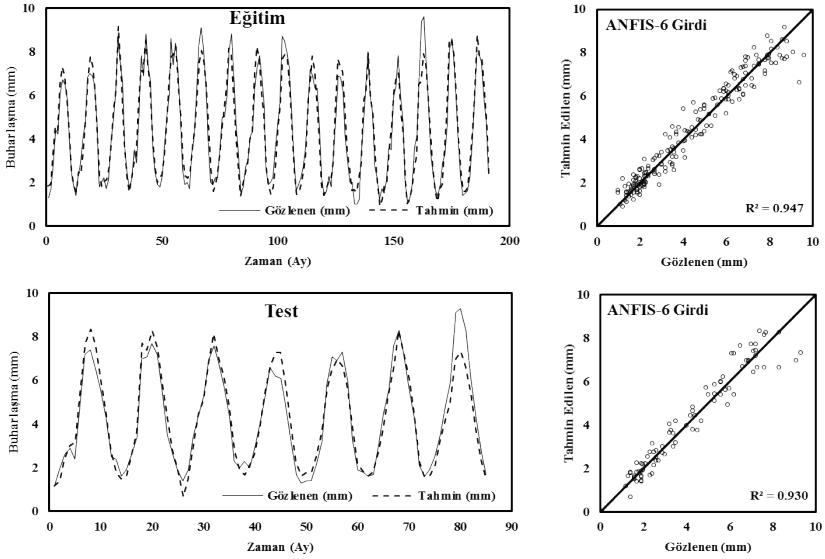 Eğitim
10
8
6
4
2
0
Buharlaşma (mm)
Gözlenen (mm) Tahmin (mm)
0 50 100 150 200
Zaman (Ay)
ANFIS-6 Girdi
10
8
6
4
2
0
Tahmin Edilen (mm)
R² = 0.947
0 2 4 6 8 10
Gözlenen (mm)
Test
10
8
6
4
2
0
Buharlaşma (mm)
Gözlenen (mm) Tahmin (mm)
0 10 20 30 40 50 60 70 80 90
Zaman (Ay)
ANFIS-6 Girdi
10
8
6
4
2
0
Tahmin Edilen (mm)
R² = 0.930
0 2 4 6 8 10
Gözlenen (mm)